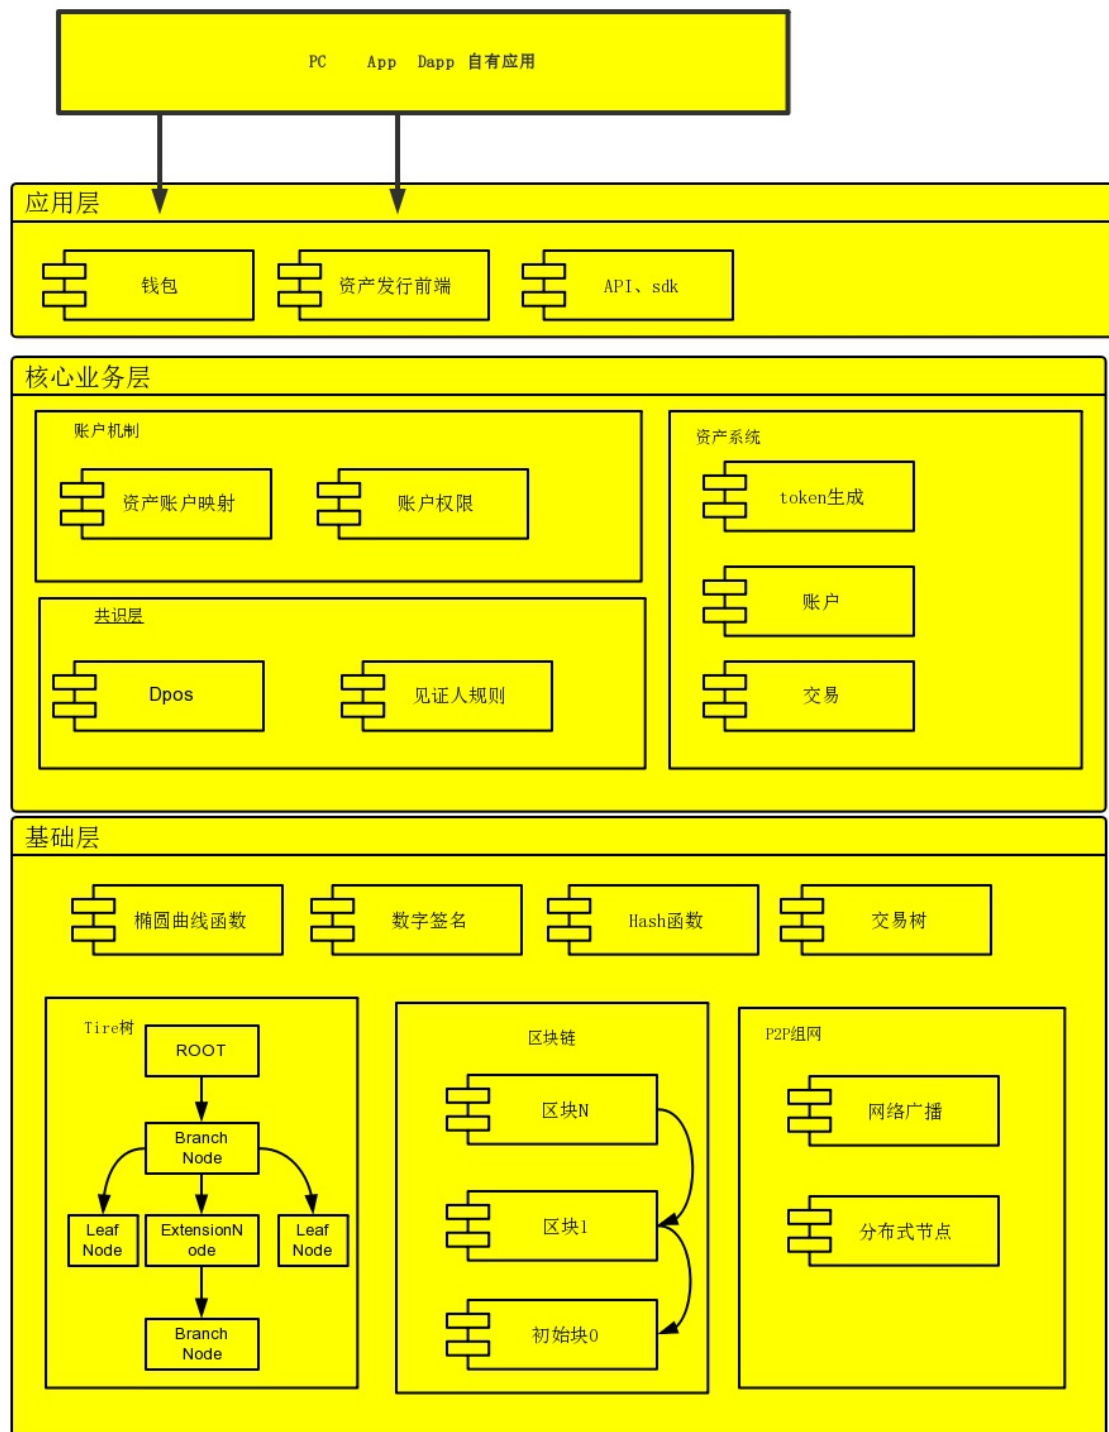 PC App Dapp 自有应用
应用层
钱包
资产发行前端
API、sdk
核心业务层
账户机制
资产账户映射
账户权限
共识层
Dpos
见证人规则
资产系统
token生成
账户
交易
基础层
椭圆曲线函数
数字签名
Hash函数
交易树
Tire树
ROOT
Branch
Node
Leaf
Node
ExtensionN
ode
Leaf
Node
Branch
Node
区块链
区块N
区块1
初始块0
P2P组网
网络广播
分布式节点